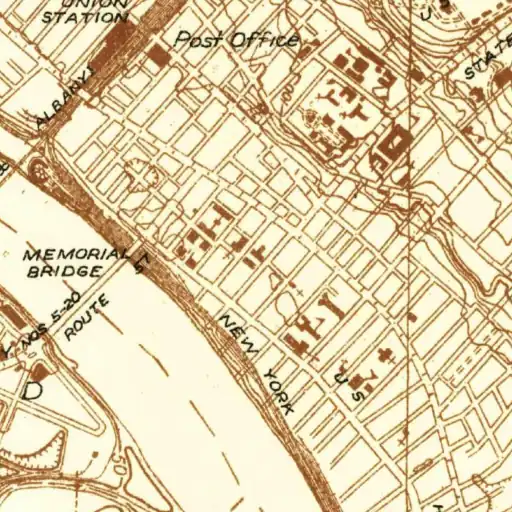 UNION
STATION
Post Office
STATE
ALBANY
U S
MEMORIAL
BRIDGE
U S
ROUTE
NOS 5-20
NEW YORK
U S
D